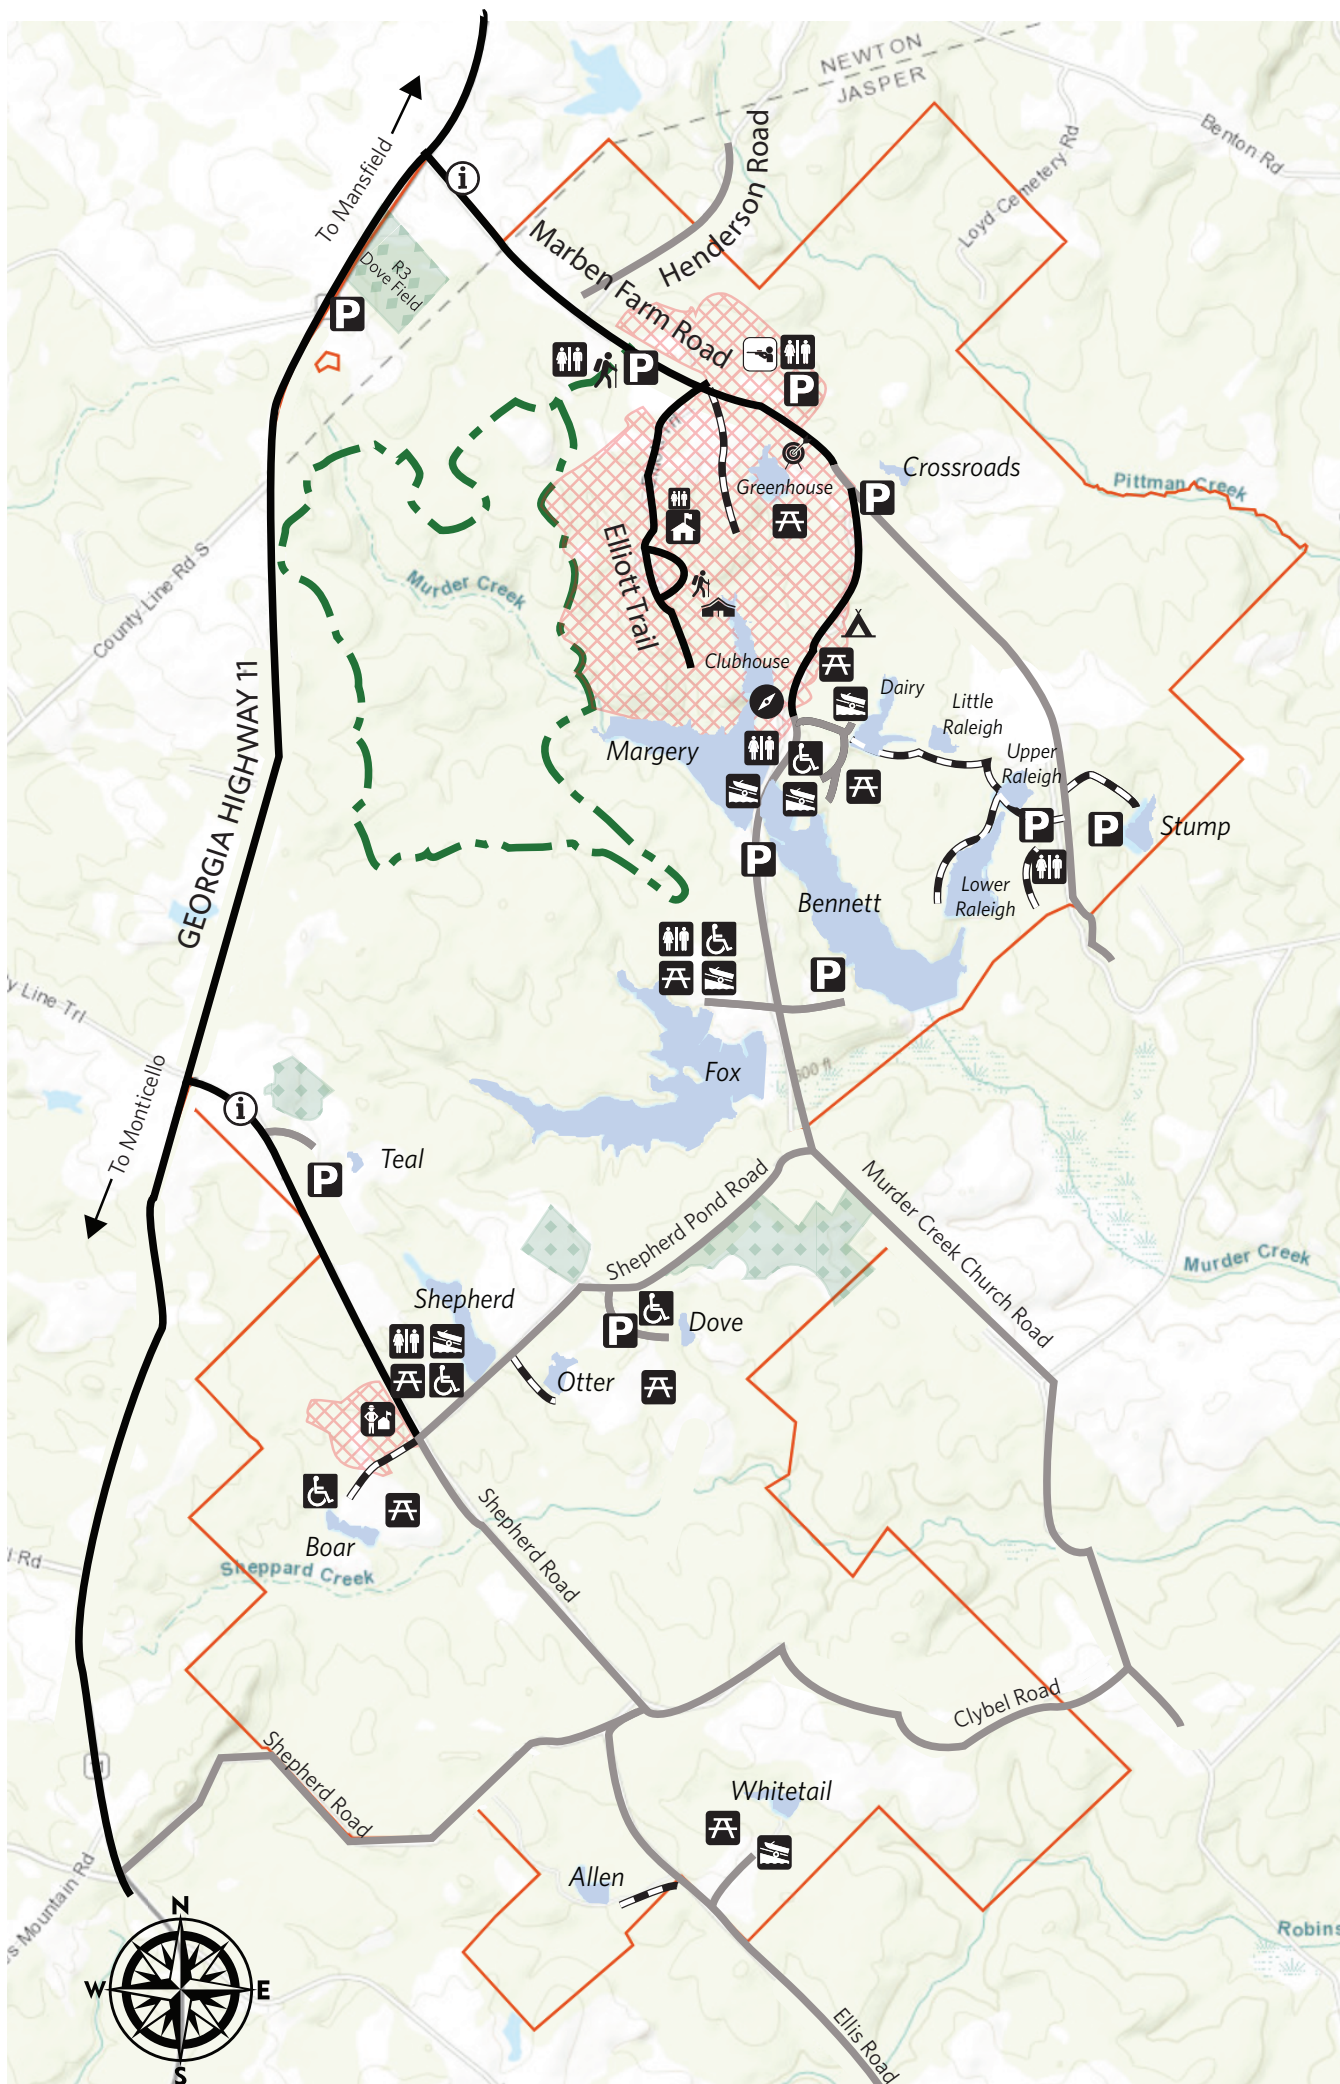 NEWTON
JASPER
Benton Rd
Loyd Cemetery Rd
To Mansfield
i
Henderson Road
Marben Farm Road
R3
Dove Field
P
P
P
Crossroads
Pittman Creek
Greenhouse
P
Elliott Trail
Murder Creek
County Line Rd S
GEORGIA HIGHWAY 11
Clubhouse
Dairy
Little
Raleigh
Margery
Upper
Raleigh
P
P
Stump
P
Lower
Raleigh
Bennett
P
y Line Trl
Fox
600 ft
To Monticello
i
Teal
P
Shepherd Pond Road
Murder Creek Church Road
Murder Creek
Shepherd
P
Dove
Otter
Boar
Sheppard Creek
Shepherd Road
l Rd
Clybel Road
Shepherd Road
Whitetail
Allen
s Mountain Rd
Robins
Ellis Road
N
W
E
S